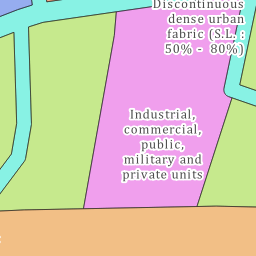 Discontinuous
dense urban
fabric (S.L. :
50% - 80%)
Industrial,
commercial,
public,
military and
private units